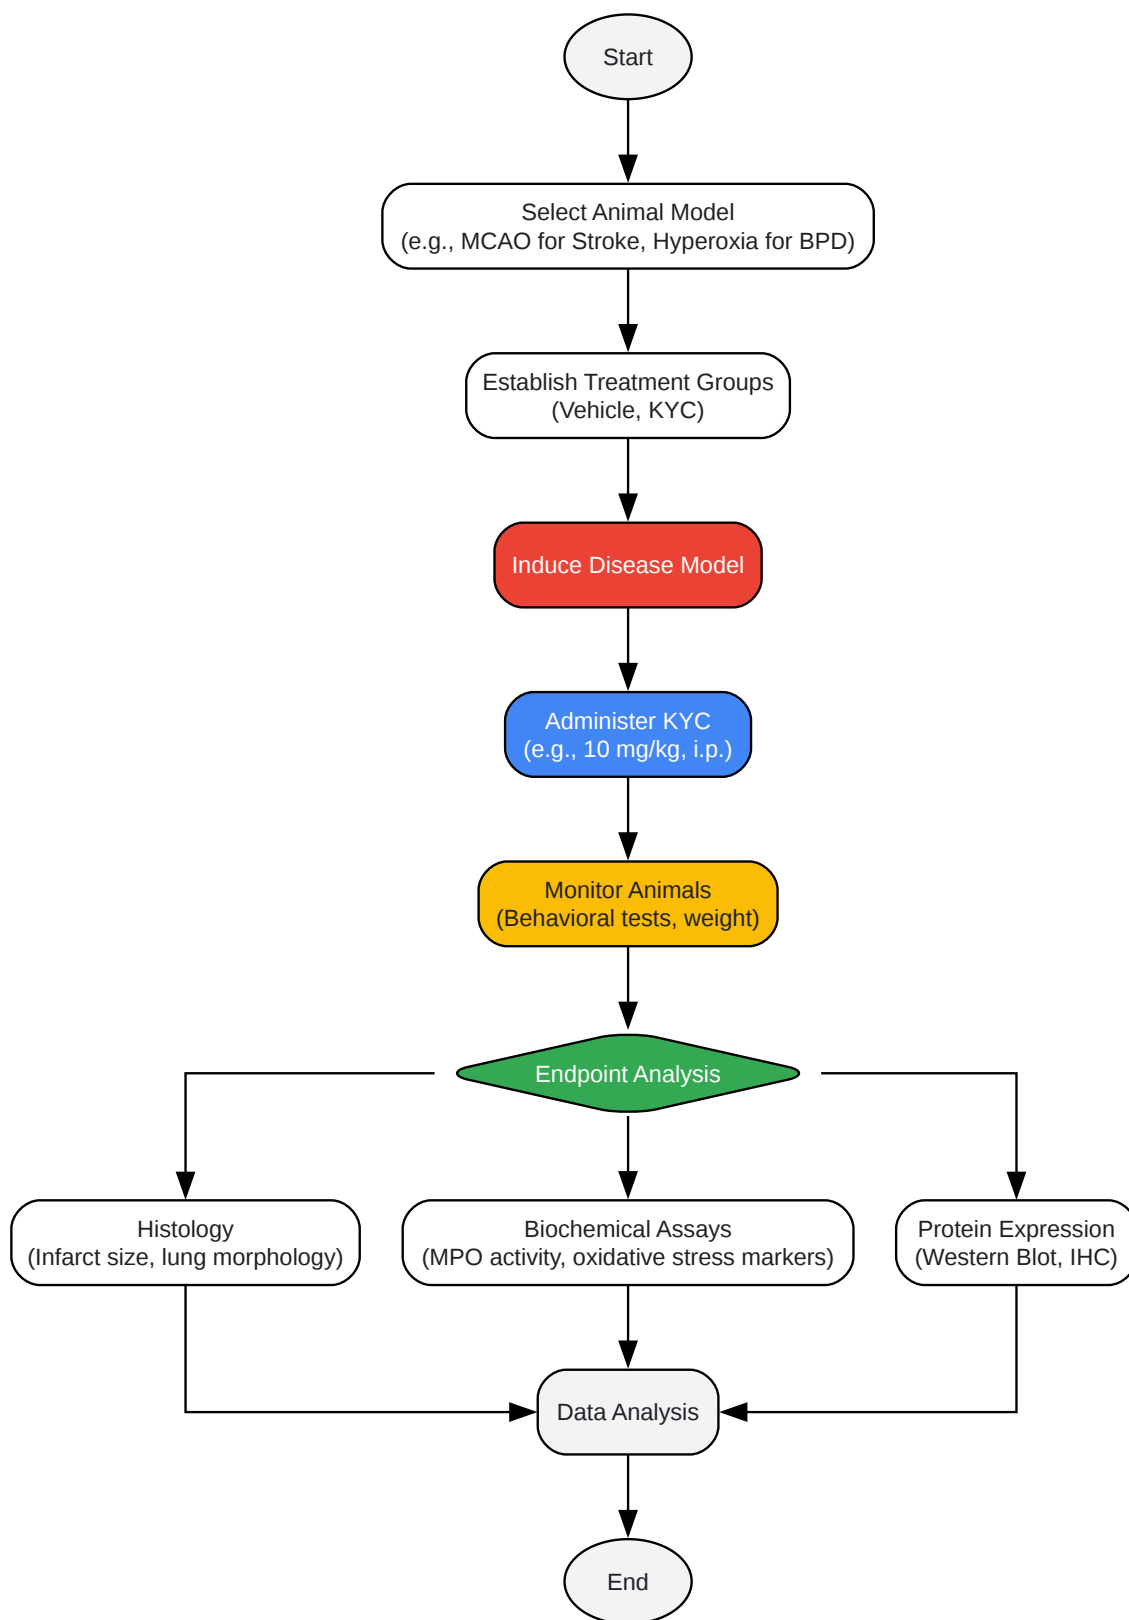 Start
Select Animal Model
(e.g., MCAO for Stroke, Hyperoxia for BPD)
Establish Treatment Groups
(Vehicle, KYC)
Induce Disease Model
Administer KYC
(e.g., 10 mg/kg, i.p.)
Monitor Animals
(Behavioral tests, weight)
Endpoint Analysis
Histology
(Infarct size, lung morphology)
Biochemical Assays
(MPO activity, oxidative stress markers)
Protein Expression
(Western Blot, IHC)
Data Analysis
End